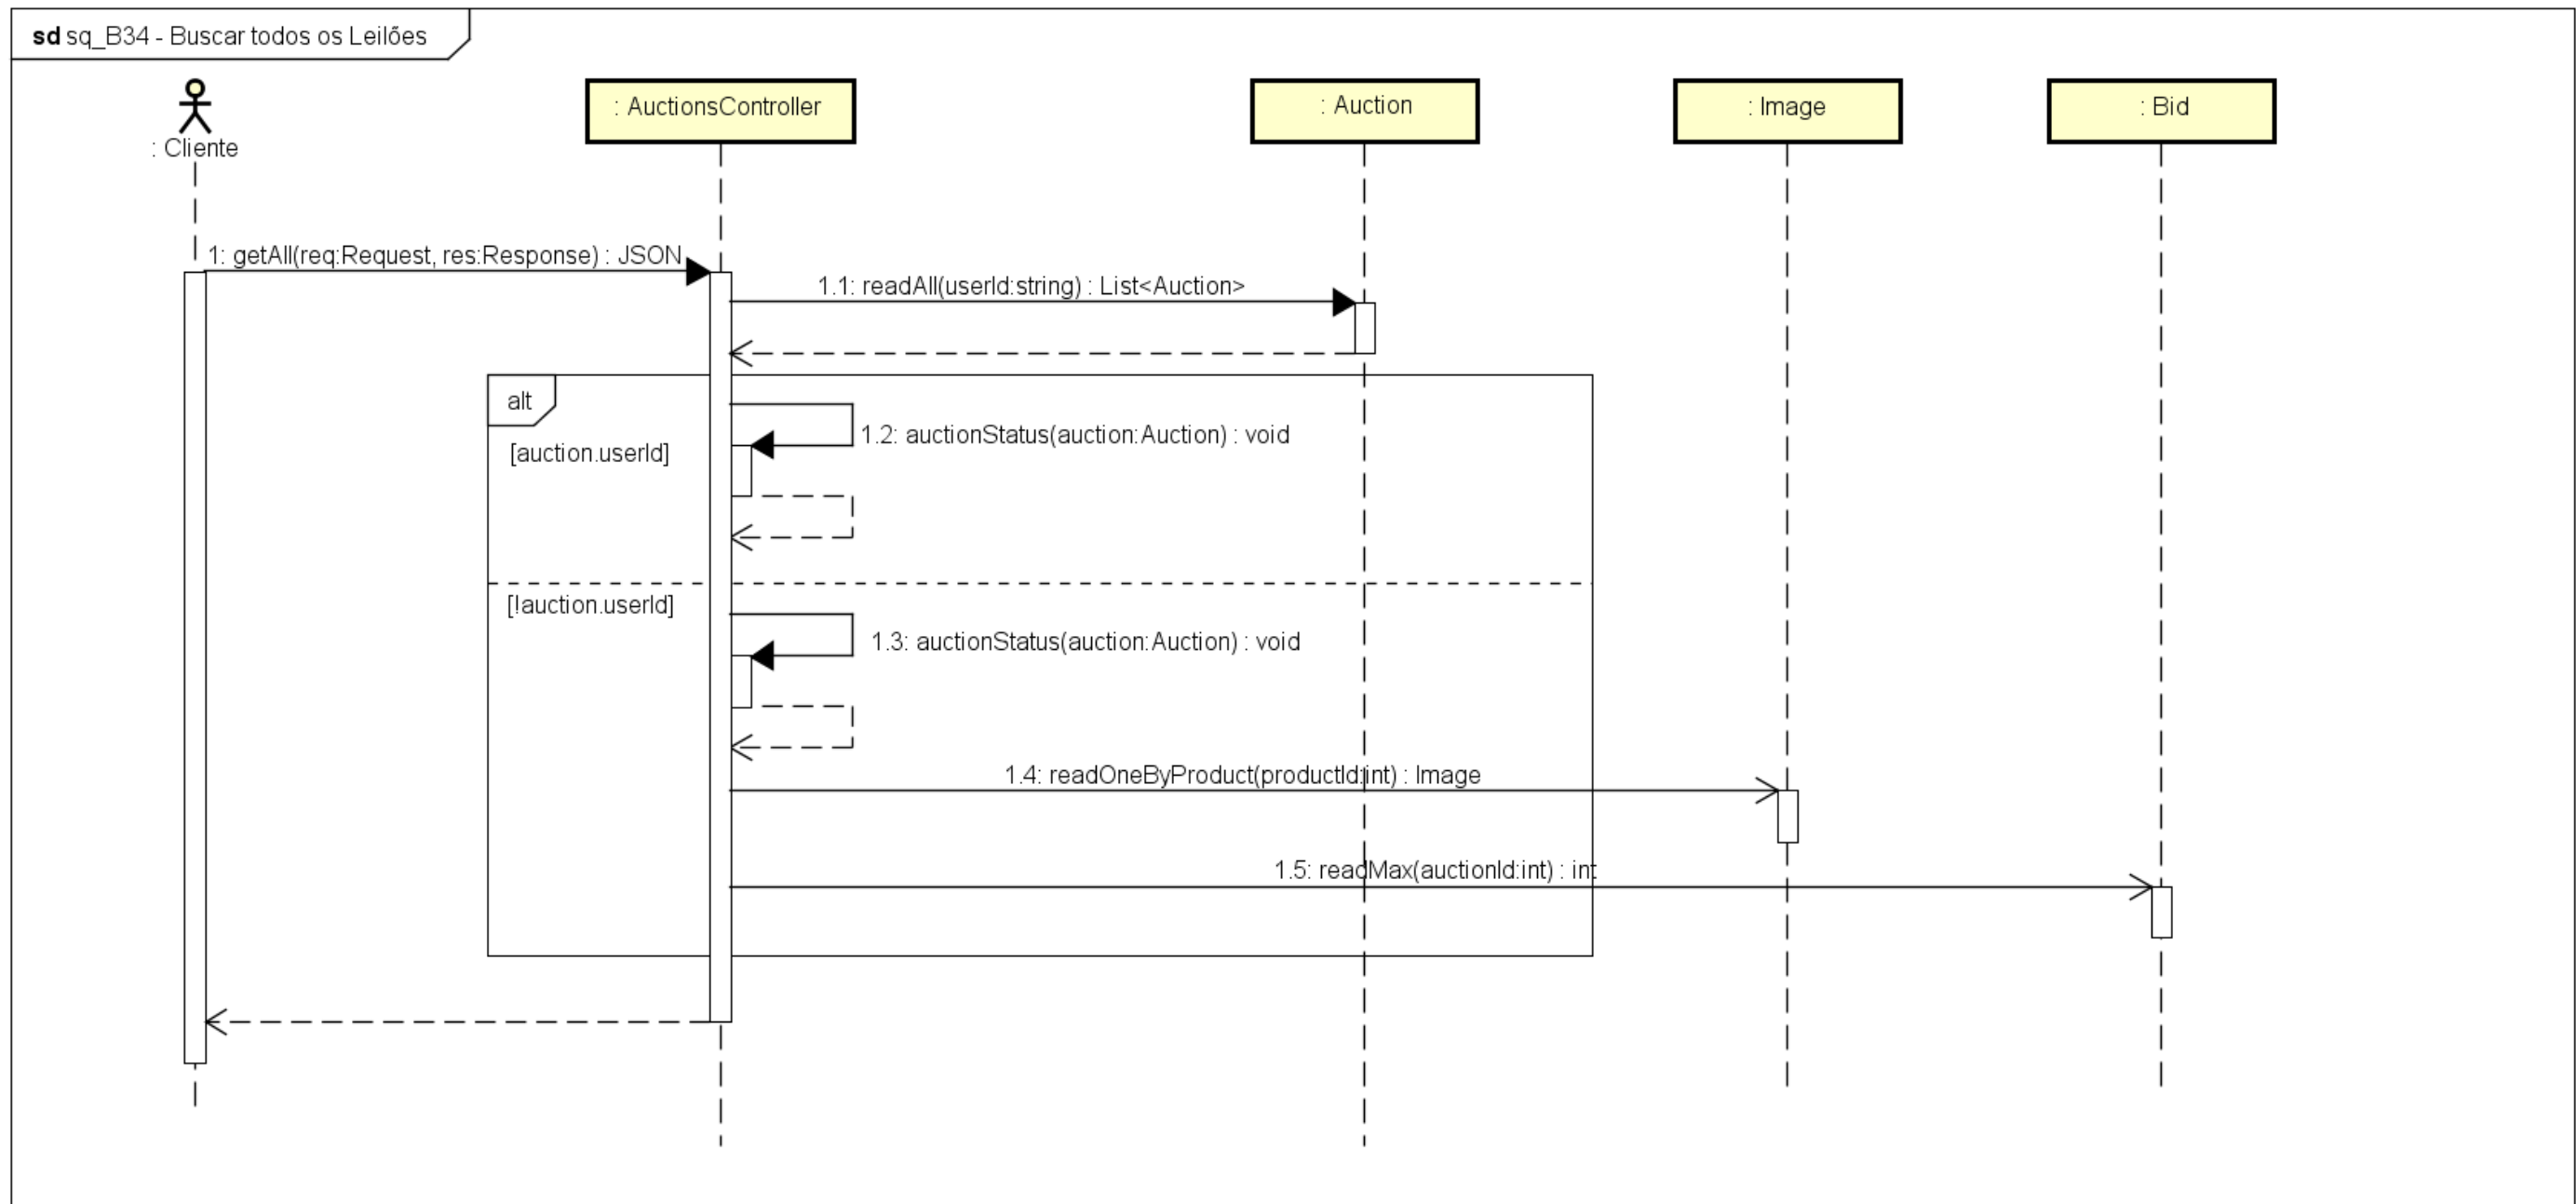 sd sq_B34 - Buscar todos os Leilões
: Cliente
: AuctionsController
: Auction
: Image
: Bid
1: getAll(req:Request, res:Response) : JSON
1.1: readAll(userId:string) : List<Auction>
alt
1.2: auctionStatus(auction:Auction) : void
[auction.userId]
[!auction.userId]
1.3: auctionStatus(auction:Auction) : void
1.4: readOneByProduct(productId:int) : Image
1.5: readMax(auctionId:int) : int